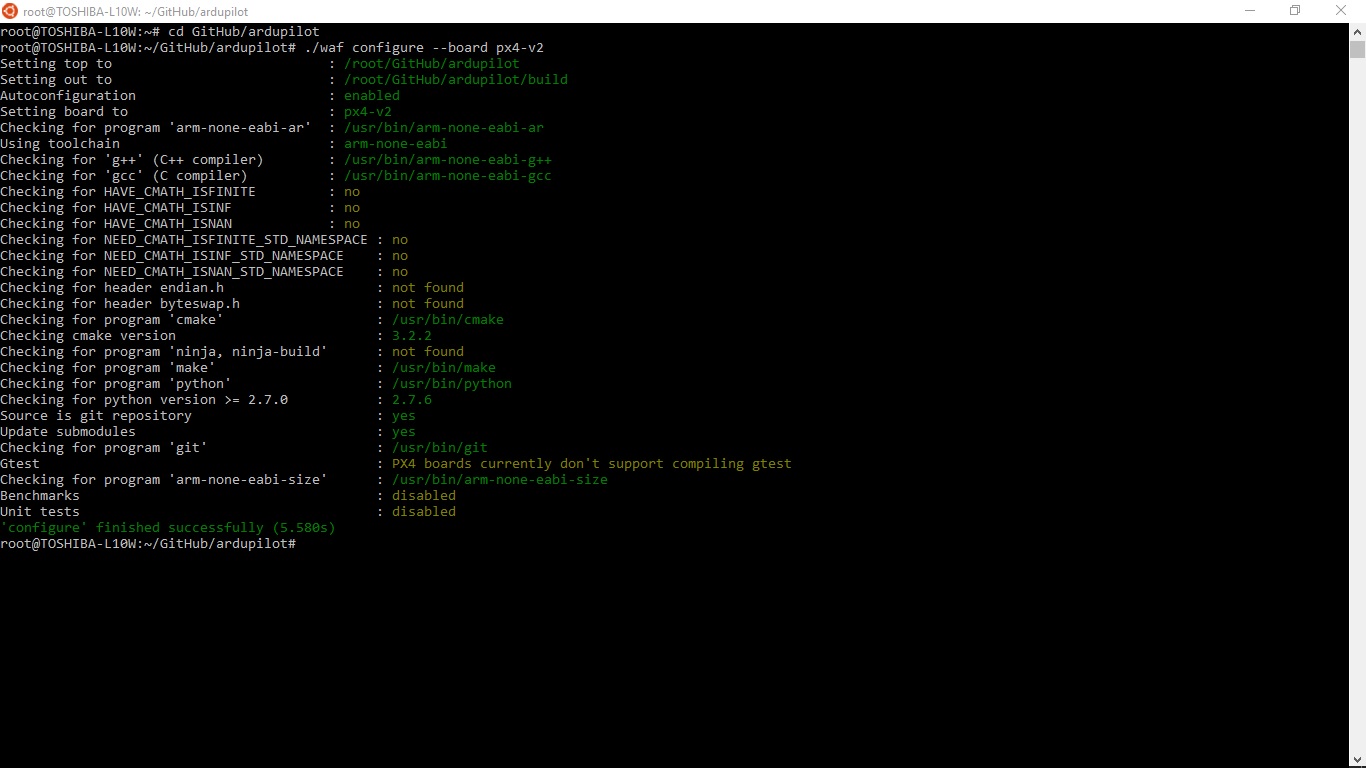 root@TOSHIBA-L10W: ~/GitHub/ardupilot
root@TOSHIBA-L10W:~# cd GitHub/ardupilot
root@TOSHIBA-L10W:~/GitHub/ardupilot# ./waf configure --board px4-v2
Setting top to                           : /root/GitHub/ardupilot
Setting out to                           : /root/GitHub/ardupilot/build
Autoconfiguration                        : enabled
Setting board to                         : px4-v2
Checking for program 'arm-none-eabi-ar'  : /usr/bin/arm-none-eabi-ar
Using toolchain                          : arm-none-eabi
Checking for 'g++' (C++ compiler)        : /usr/bin/arm-none-eabi-g++
Checking for 'gcc' (C compiler)          : /usr/bin/arm-none-eabi-gcc
Checking for HAVE_CMATH_ISFINITE         : no
Checking for HAVE_CMATH_ISINF            : no
Checking for HAVE_CMATH_ISNAN            : no
Checking for NEED_CMATH_ISFINITE_STD_NAMESPACE : no
Checking for NEED_CMATH_ISINF_STD_NAMESPACE    : no
Checking for NEED_CMATH_ISNAN_STD_NAMESPACE    : no
Checking for header endian.h                   : not found
Checking for header byteswap.h                 : not found
Checking for program 'cmake'                   : /usr/bin/cmake
Checking cmake version                         : 3.2.2
Checking for program 'ninja, ninja-build'      : not found
Checking for program 'make'                    : /usr/bin/make
Checking for program 'python'                  : /usr/bin/python
Checking for python version >= 2.7.0           : 2.7.6
Source is git repository                       : yes
Update submodules                              : yes
Checking for program 'git'                     : /usr/bin/git
Gtest                                          : PX4 boards currently don't support compiling gtest
Checking for program 'arm-none-eabi-size'      : /usr/bin/arm-none-eabi-size
Benchmarks                                     : disabled
Unit tests                                     : disabled
'configure' finished successfully (5.580s)
root@TOSHIBA-L10W:~/GitHub/ardupilot#